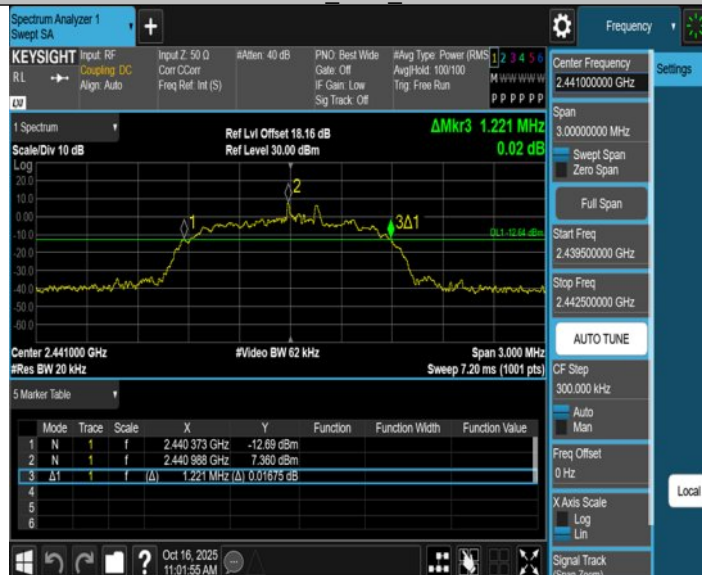 Spectrum Analyzer 1
Swept SA
+
Frequency
KEYSIGHT
RL
LXI
Input: RF
Coupling: DC
Align: Auto
Input Z: 50 Ω
Corr CCorr
Freq Ref: Int (S)
#Atten: 40 dB
PNO: Best Wide
Gate: Off
IF Gain: Low
Sig Track: Off
#Avg Type: Power (RMS
Avg|Hold: 100/100
Trig: Free Run
1 2 3 4 5 6
M W W W W W
P P P P P P
1 Spectrum
Scale/Div 10 dB
Ref Lvl Offset 18.16 dB
Ref Level 30.00 dBm
ΔMkr3 1.221 MHz
0.02 dB
Log
20.0
10.0
0.00
-10.0
-20.0
-30.0
-40.0
-50.0
-60.0
1
2
3Δ1
DL1 -12.64 dBm
Center 2.441000 GHz
#Res BW 20 kHz
#Video BW 62 kHz
Span 3.000 MHz
Sweep 7.20 ms (1001 pts)
5 Marker Table
Mode Trace Scale X Y Function Function Width Function Value
1 N 1 f 2.440 373 GHz -12.69 dBm
2 N 1 f 2.440 988 GHz 7.360 dBm
3 Δ1 1 f (Δ) 1.221 MHz (Δ) 0.01675 dB
4
5
6
Oct 16, 2025
11:01:55 AM
?
Center Frequency
2.441000000 GHz
Span
3.00000000 MHz
Swept Span
Zero Span
Full Span
Start Freq
2.439500000 GHz
Stop Freq
2.442500000 GHz
AUTO TUNE
CF Step
300.000 kHz
Auto
Man
Freq Offset
0 Hz
X Axis Scale
Log
Lin
Signal Track
(Span Zoom)
Settings
Local